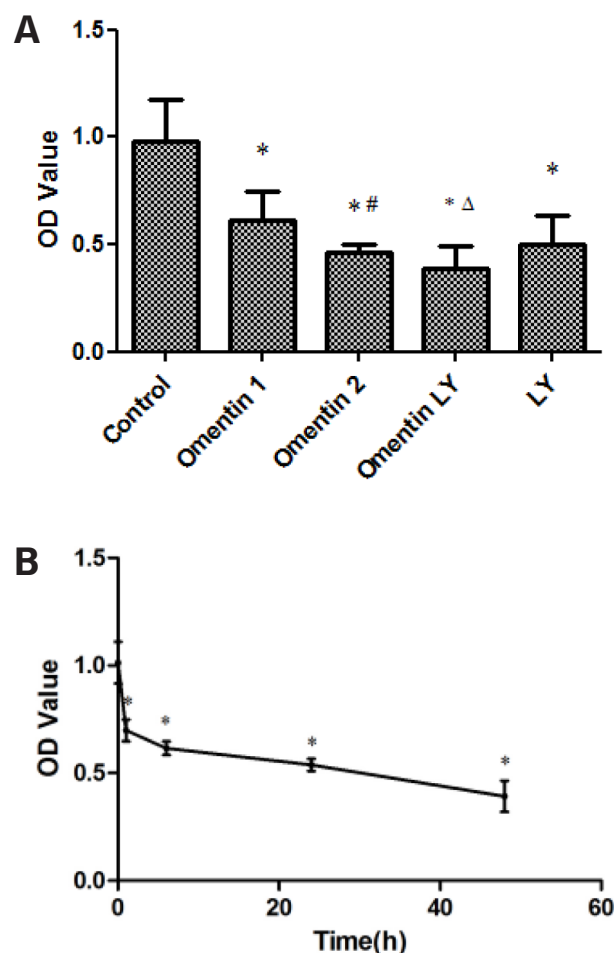 A
OD Value
1.5
1.0
0.5
0.0
*
* #
* Δ
*
Control
Omentin 1
Omentin 2
Omentin LY
LY
B
OD Value
1.5
1.0
0.5
0.0
*
*
*
*
0
20
40
60
Time(h)